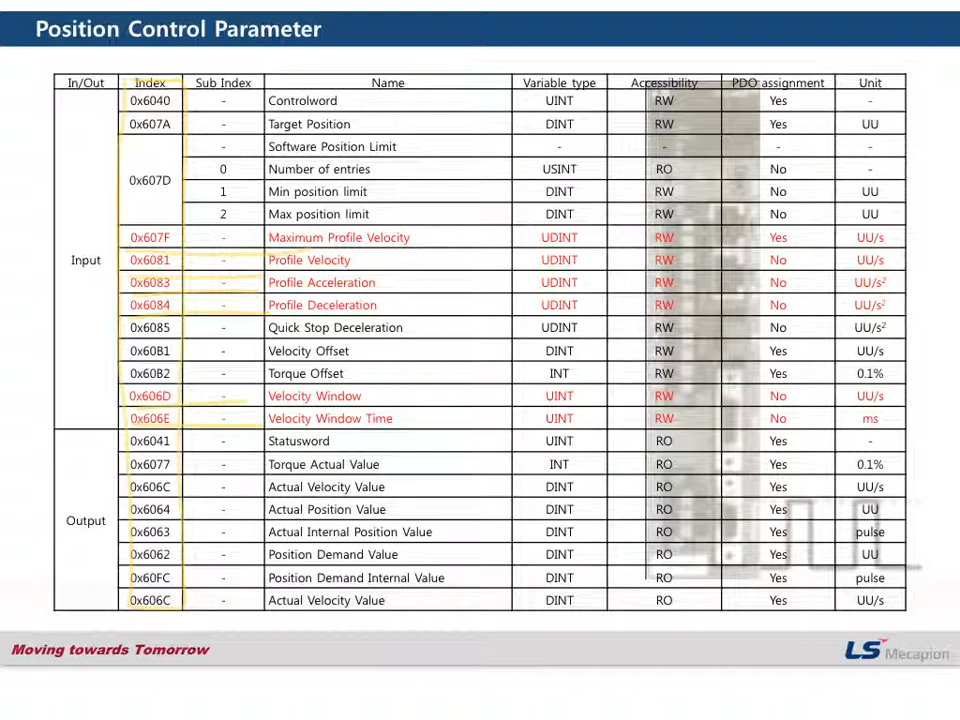 Position Control Parameter
In/Out Index Sub Index Name Variable type Accessibility PDO assignment Unit
Input 0x6040 - Controlword UINT RW Yes -
0x607A - Target Position DINT RW Yes UU
0x607D - Software Position Limit - - - -
0 Number of entries USINT RO No -
1 Min position limit DINT RW No UU
2 Max position limit DINT RW No UU
0x607F - Maximum Profile Velocity UDINT RW Yes UU/s
0x6081 - Profile Velocity UDINT RW No UU/s
0x6083 - Profile Acceleration UDINT RW No UU/s²
0x6084 - Profile Deceleration UDINT RW No UU/s²
0x6085 - Quick Stop Deceleration UDINT RW No UU/s²
0x60B1 - Velocity Offset DINT RW Yes UU/s
0x60B2 - Torque Offset INT RW Yes 0.1%
0x606D - Velocity Window UINT RW No UU/s
0x606E - Velocity Window Time UINT RW No ms
Output 0x6041 - Statusword UINT RO Yes -
0x6077 - Torque Actual Value INT RO Yes 0.1%
0x606C - Actual Velocity Value DINT RO Yes UU/s
0x6064 - Actual Position Value DINT RO Yes UU
0x6063 - Actual Internal Position Value DINT RO Yes pulse
0x6062 - Position Demand Value DINT RO Yes UU
0x60FC - Position Demand Internal Value DINT RO Yes pulse
0x606C - Actual Velocity Value DINT RO Yes UU/s
Moving towards Tomorrow
LS Mecapion